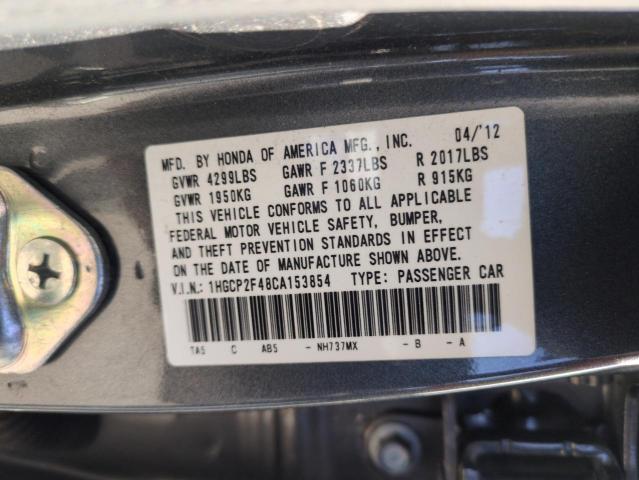 MFD. BY HONDA OF AMERICA MFG., INC. 04/'12
GVWR 4299LBS GAWR F 2337LBS R 2017LBS
GVWR 1950KG GAWR F 1060KG R 915KG
THIS VEHICLE CONFORMS TO ALL APPLICABLE
FEDERAL MOTOR VEHICLE SAFETY, BUMPER,
AND THEFT PREVENTION STANDARDS IN EFFECT
ON THE DATE OF MANUFACTURE SHOWN ABOVE.
V.I.N.: 1HGCP2F48CA153854 TYPE: PASSENGER CAR
TA5 C AB5 - NH737MX - B - A